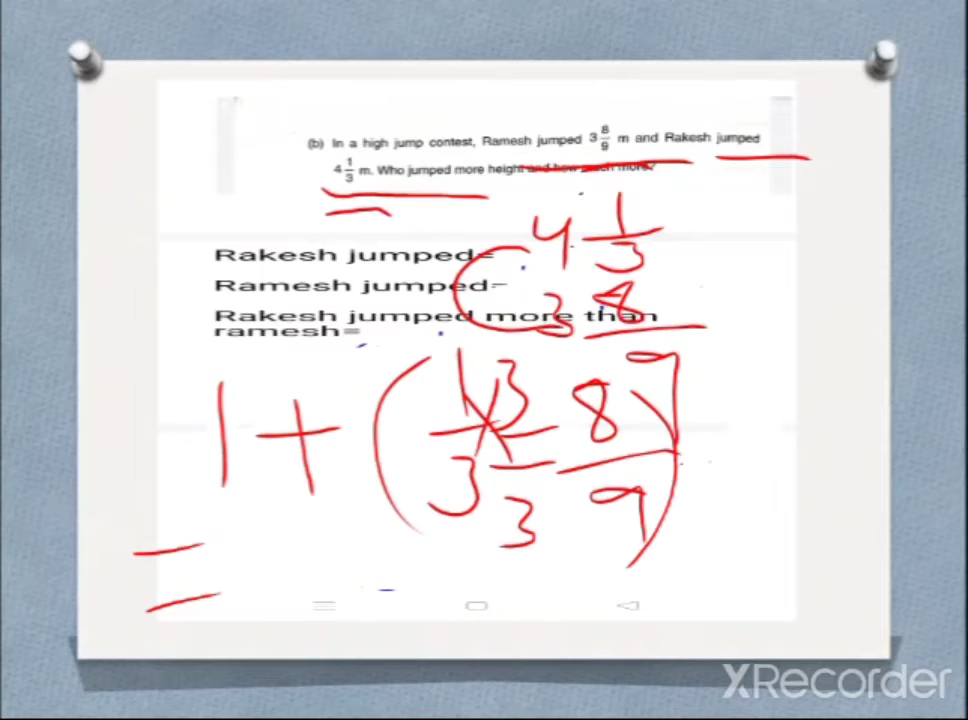 (b) In a high jump contest, Ramesh jumped 3 8/9 m and Rakesh jumped
4 1/3 m. Who jumped more height and how much more?
4 1/3
Rakesh jumped=
Ramesh jumped=
3 8/9
Rakesh jumped more than
ramesh=
1 + ( 1/3 × 3/3 - 8/9 )
=
XRecorder